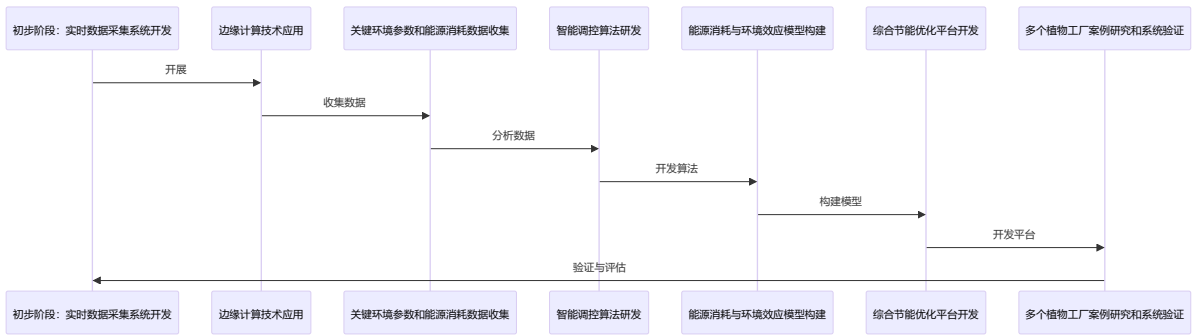 初步阶段：实时数据采集系统开发
边缘计算技术应用
关键环境参数和能源消耗数据收集
智能调控算法研发
能源消耗与环境效应模型构建
综合节能优化平台开发
多个植物工厂案例研究和系统验证
开展
收集数据
分析数据
开发算法
构建模型
开发平台
验证与评估
初步阶段：实时数据采集系统开发
边缘计算技术应用
关键环境参数和能源消耗数据收集
智能调控算法研发
能源消耗与环境效应模型构建
综合节能优化平台开发
多个植物工厂案例研究和系统验证